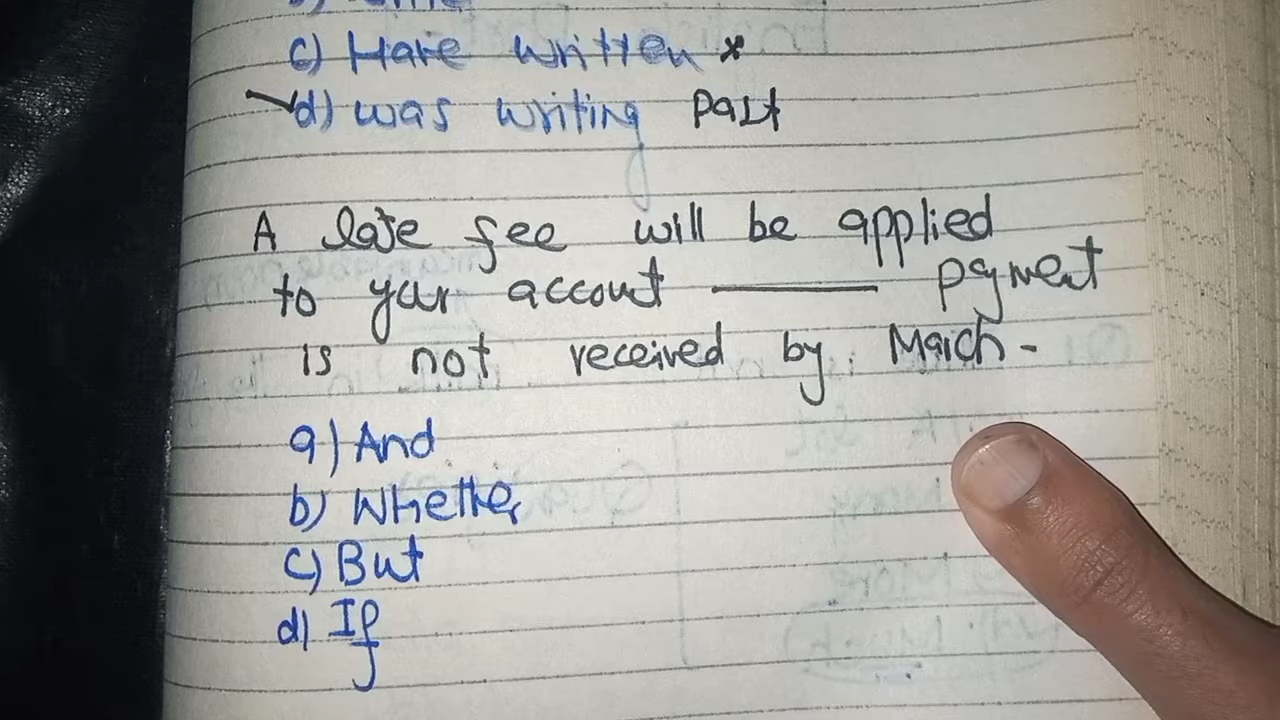 c) Have written ×
d) was writing Past
A late fee will be applied
to your account ______ payment
is not received by March -
a) And
b) Whether
c) But
d) If